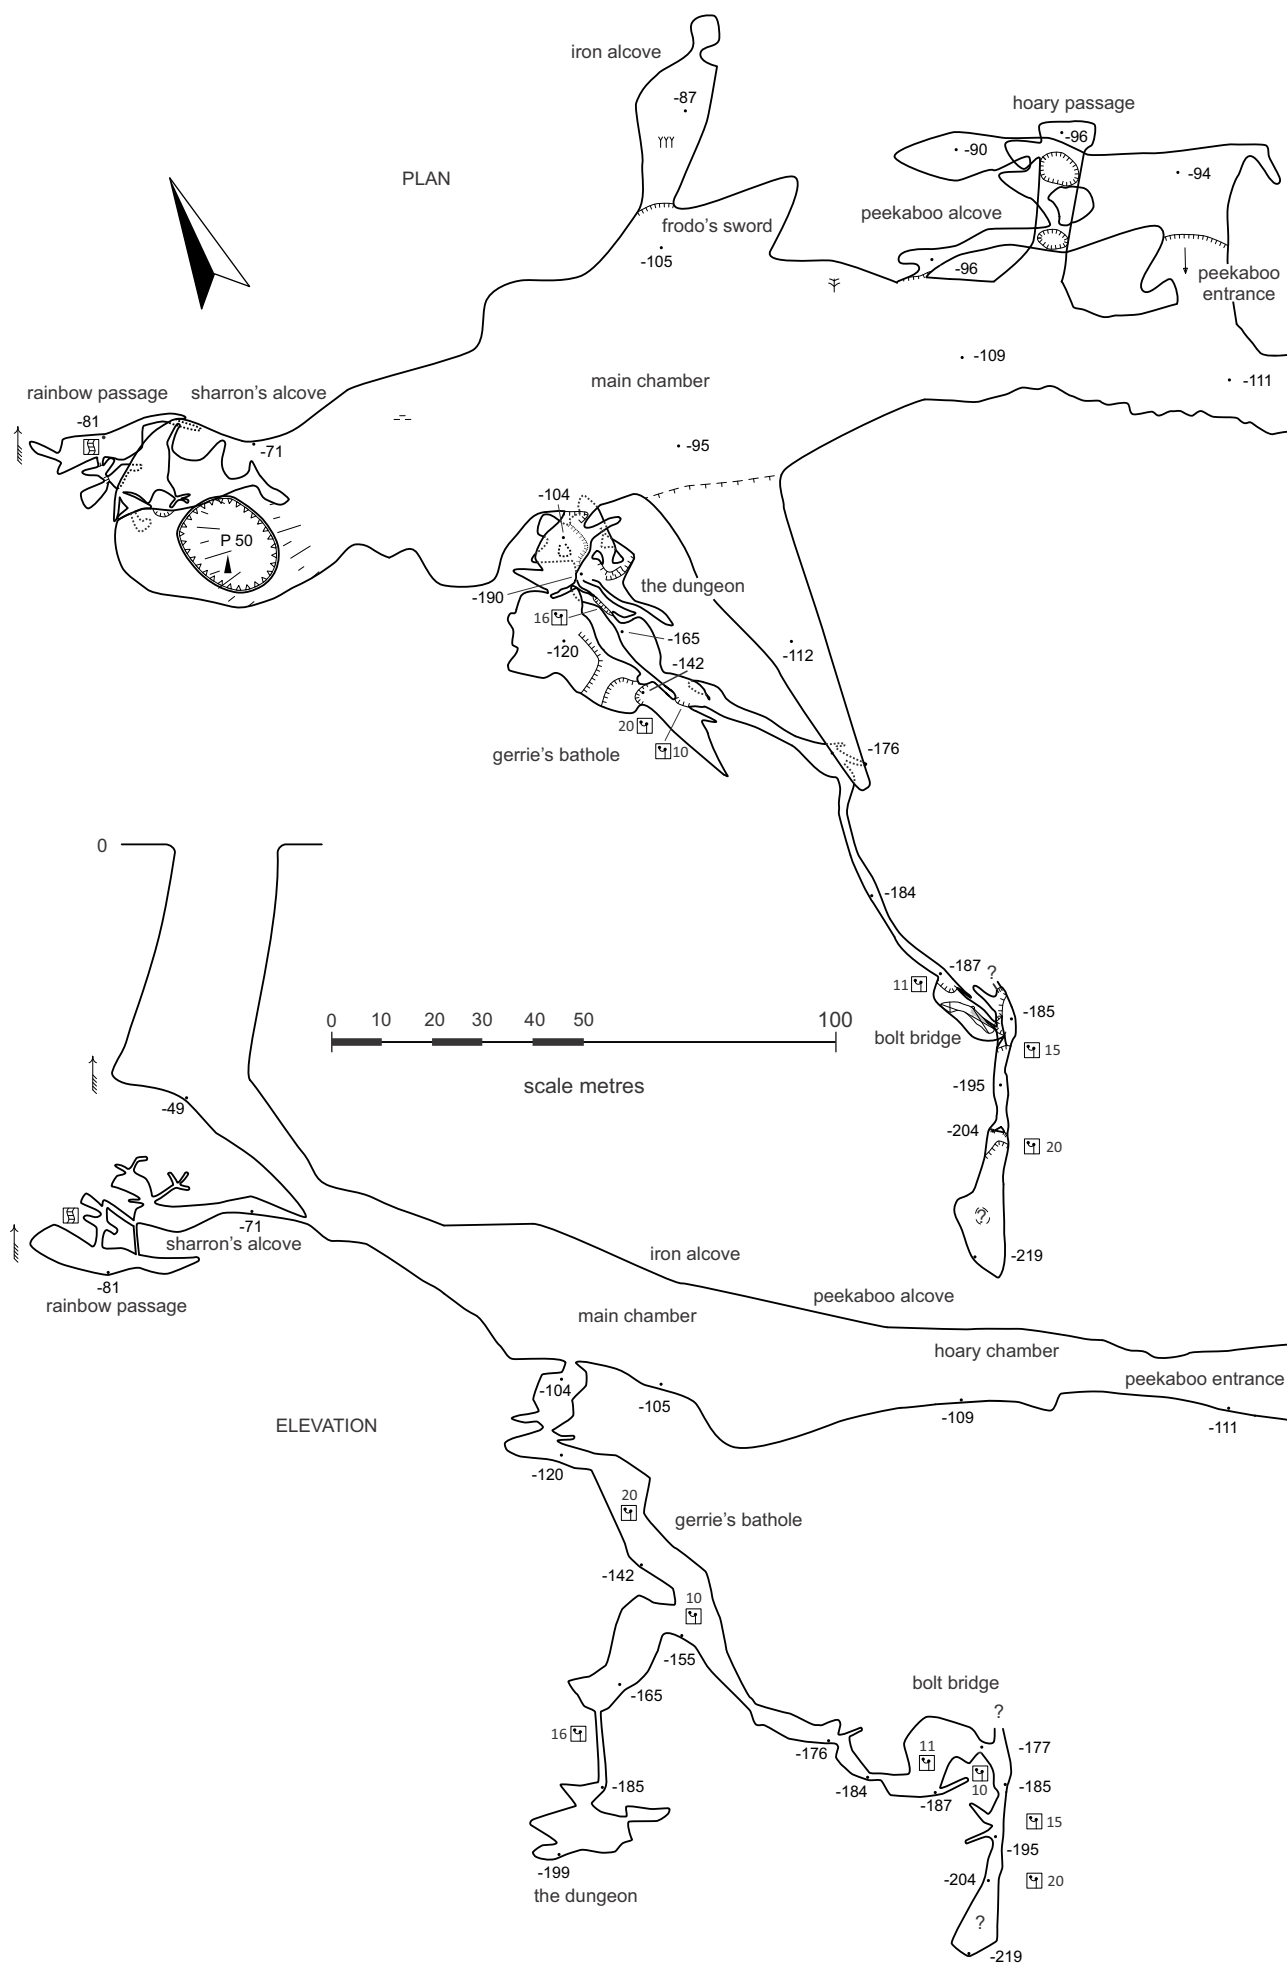 iron alcove
-87
hoary passage
-96
-90
-94
PLAN
peekaboo alcove
frodo's sword
-105
-96
peekaboo
entrance
-109
-111
main chamber
rainbow passage
sharron's alcove
-81
-71
-95
-104
P 50
the dungeon
-190
16
-165
-120
-112
-142
20
10
gerrie's bathole
-176
0
-184
-187
?
11
-185
bolt bridge
15
0 10 20 30 40 50 100
scale metres
-195
-204
20
-49
?
-219
-71
sharron's alcove
-81
rainbow passage
iron alcove
peekaboo alcove
main chamber
hoary chamber
peekaboo entrance
-104
-105
-109
-111
ELEVATION
-120
20
gerrie's bathole
-142
10
-155
-165
bolt bridge
?
16
11
-177
-176
10
-185
-184
-187
-185
15
-195
-199
-204
20
the dungeon
?
-219